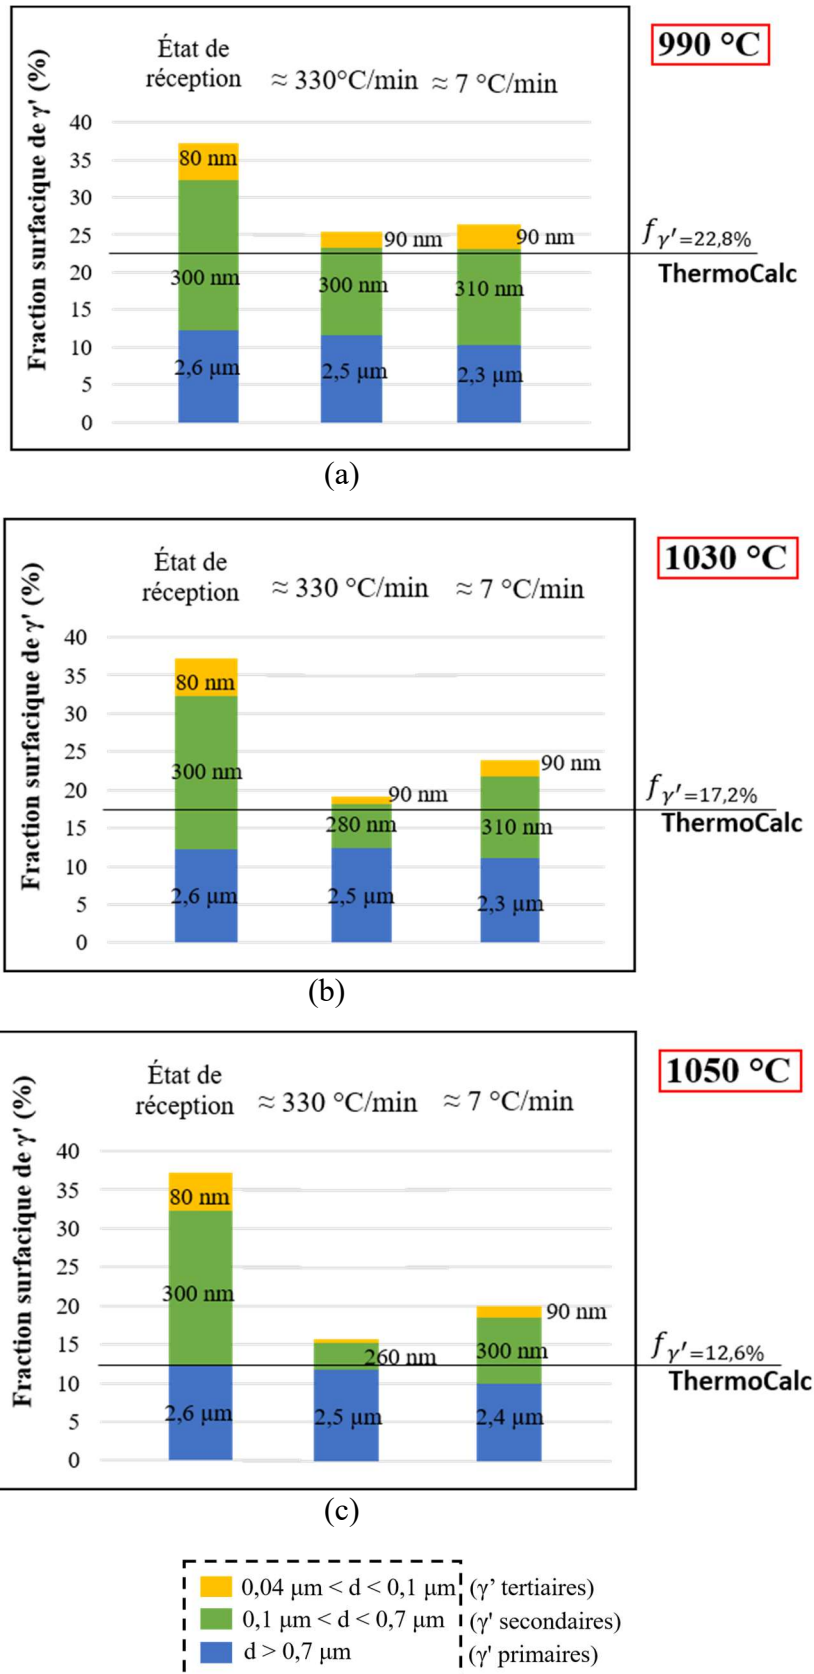 990 °C
État de
réception
≈ 330°C/min ≈ 7 °C/min
Fraction surfacique de γ' (%)
40
35
30
25
20
15
10
5
0
80 nm
300 nm
2,6 μm
90 nm
300 nm
2,5 μm
90 nm
310 nm
2,3 μm
fγ'=22,8%
ThermoCalc
(a)
1030 °C
État de
réception
≈ 330 °C/min ≈ 7 °C/min
Fraction surfacique de γ' (%)
40
35
30
25
20
15
10
5
0
80 nm
300 nm
2,6 μm
90 nm
280 nm
2,5 μm
90 nm
310 nm
2,3 μm
fγ'=17,2%
ThermoCalc
(b)
1050 °C
État de
réception
≈ 330 °C/min ≈ 7 °C/min
Fraction surfacique de γ' (%)
40
35
30
25
20
15
10
5
0
80 nm
300 nm
2,6 μm
260 nm
2,5 μm
90 nm
300 nm
2,4 μm
fγ'=12,6%
ThermoCalc
(c)
0,04 μm < d < 0,1 μm (γ’ tertiaires)
0,1 μm < d < 0,7 μm (γ' secondaires)
d > 0,7 μm (γ' primaires)